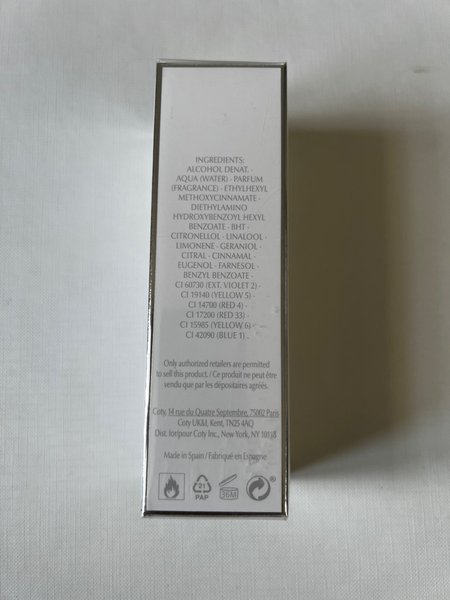 INGREDIENTS:
ALCOHOL DENAT. ·
AQUA (WATER) · PARFUM
(FRAGRANCE) · ETHYLHEXYL
METHOXYCINNAMATE ·
DIETHYLAMINO
HYDROXYBENZOYL HEXYL
BENZOATE · BHT ·
CITRONELLOL · LINALOOL ·
LIMONENE · GERANIOL ·
CITRAL · CINNAMAL ·
EUGENOL · FARNESOL ·
BENZYL BENZOATE ·
CI 60730 (EXT. VIOLET 2) ·
CI 19140 (YELLOW 5) ·
CI 14700 (RED 4) ·
CI 17200 (RED 33) ·
CI 15985 (YELLOW 6) ·
CI 42090 (BLUE 1) .
Only authorized retailers are permitted
to sell this product. / Ce produit ne peut être
vendu que par les dépositaires agréés.
Coty, 14 rue du Quatre Septembre, 75002 Paris
Coty UK&I, Kent, TN25 4AQ
Dist. for/pour Coty Inc., New York, NY 10118
Made in Spain / Fabriqué en Espagne
21
PAP
36M
®